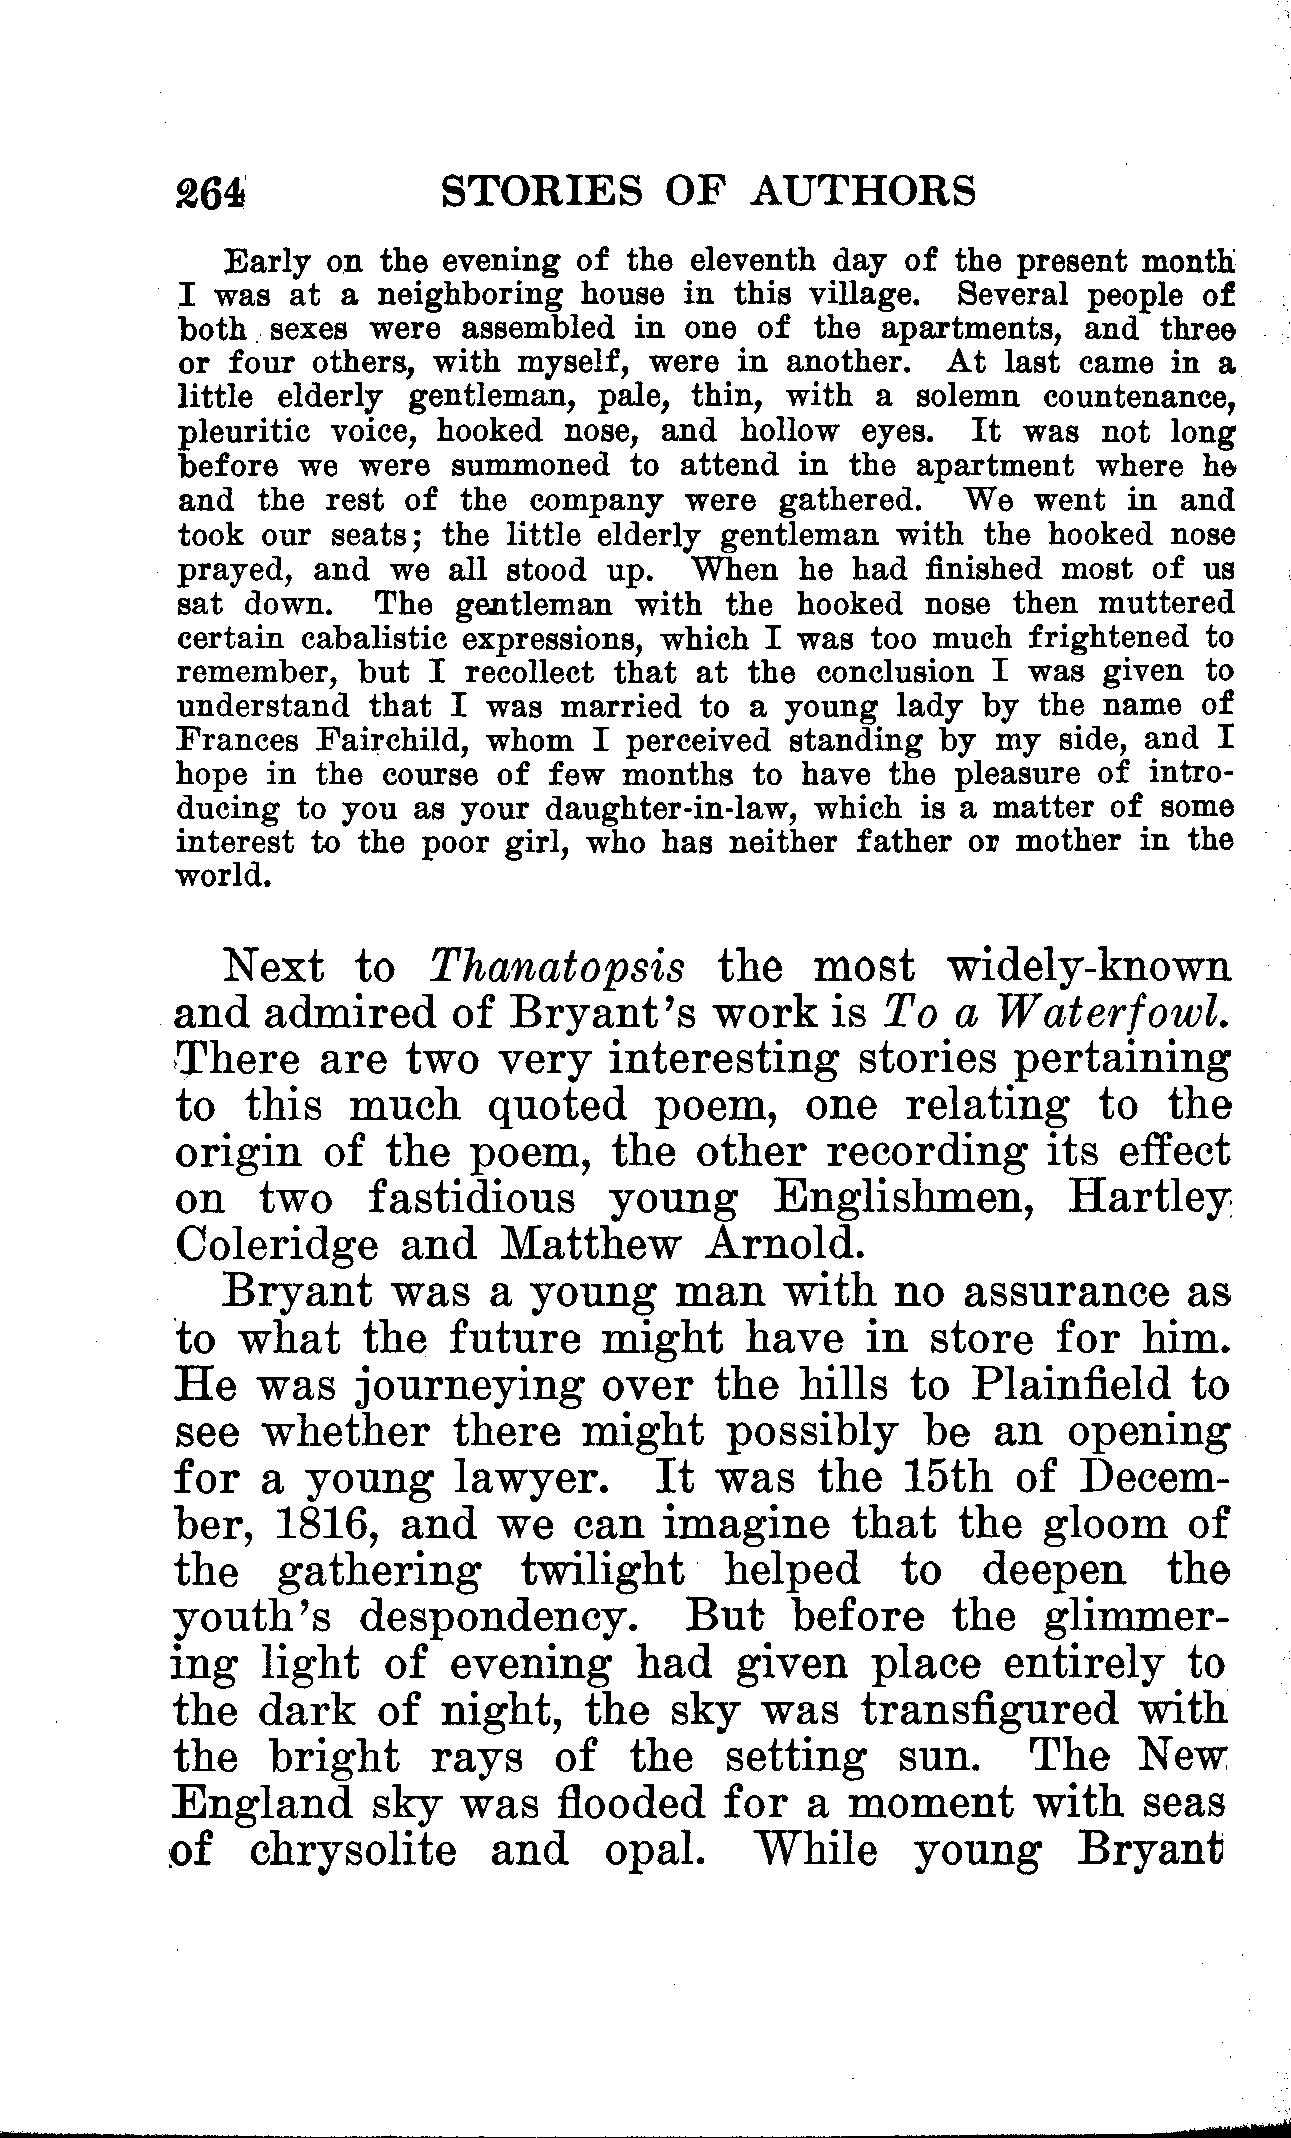 264 STORIES OF AUTHORS
Early on the evening of the eleventh day of the present month
I was at a neighboring house in this village. Several people of
both sexes were assembled in one of the apartments, and three
or four others, with myself, were in another. At last came in a
little elderly gentleman, pale, thin, with a solemn countenance,
pleuritic voice, hooked nose, and hollow eyes. It was not long
before we were summoned to attend in the apartment where he
and the rest of the company were gathered. We went in and
took our seats; the little elderly gentleman with the hooked nose
prayed, and we all stood up. When he had finished most of us
sat down. The gentleman with the hooked nose then muttered
certain cabalistic expressions, which I was too much frightened to
remember, but I recollect that at the conclusion I was given to
understand that I was married to a young lady by the name of
Frances Fairchild, whom I perceived standing by my side, and I
hope in the course of few months to have the pleasure of intro-
ducing to you as your daughter-in-law, which is a matter of some
interest to the poor girl, who has neither father or mother in the
world.
Next to Thanatopsis the most widely-known
and admired of Bryant's work is To a Waterfowl.
There are two very interesting stories pertaining
to this much quoted poem, one relating to the
origin of the poem, the other recording its effect
on two fastidious young Englishmen, Hartley
Coleridge and Matthew Arnold.
Bryant was a young man with no assurance as
to what the future might have in store for him.
He was journeying over the hills to Plainfield to
see whether there might possibly be an opening
for a young lawyer. It was the 15th of Decem-
ber, 1816, and we can imagine that the gloom of
the gathering twilight helped to deepen the
youth's despondency. But before the glimmer-
ing light of evening had given place entirely to
the dark of night, the sky was transfigured with
the bright rays of the setting sun. The New
England sky was flooded for a moment with seas
of chrysolite and opal. While young Bryant